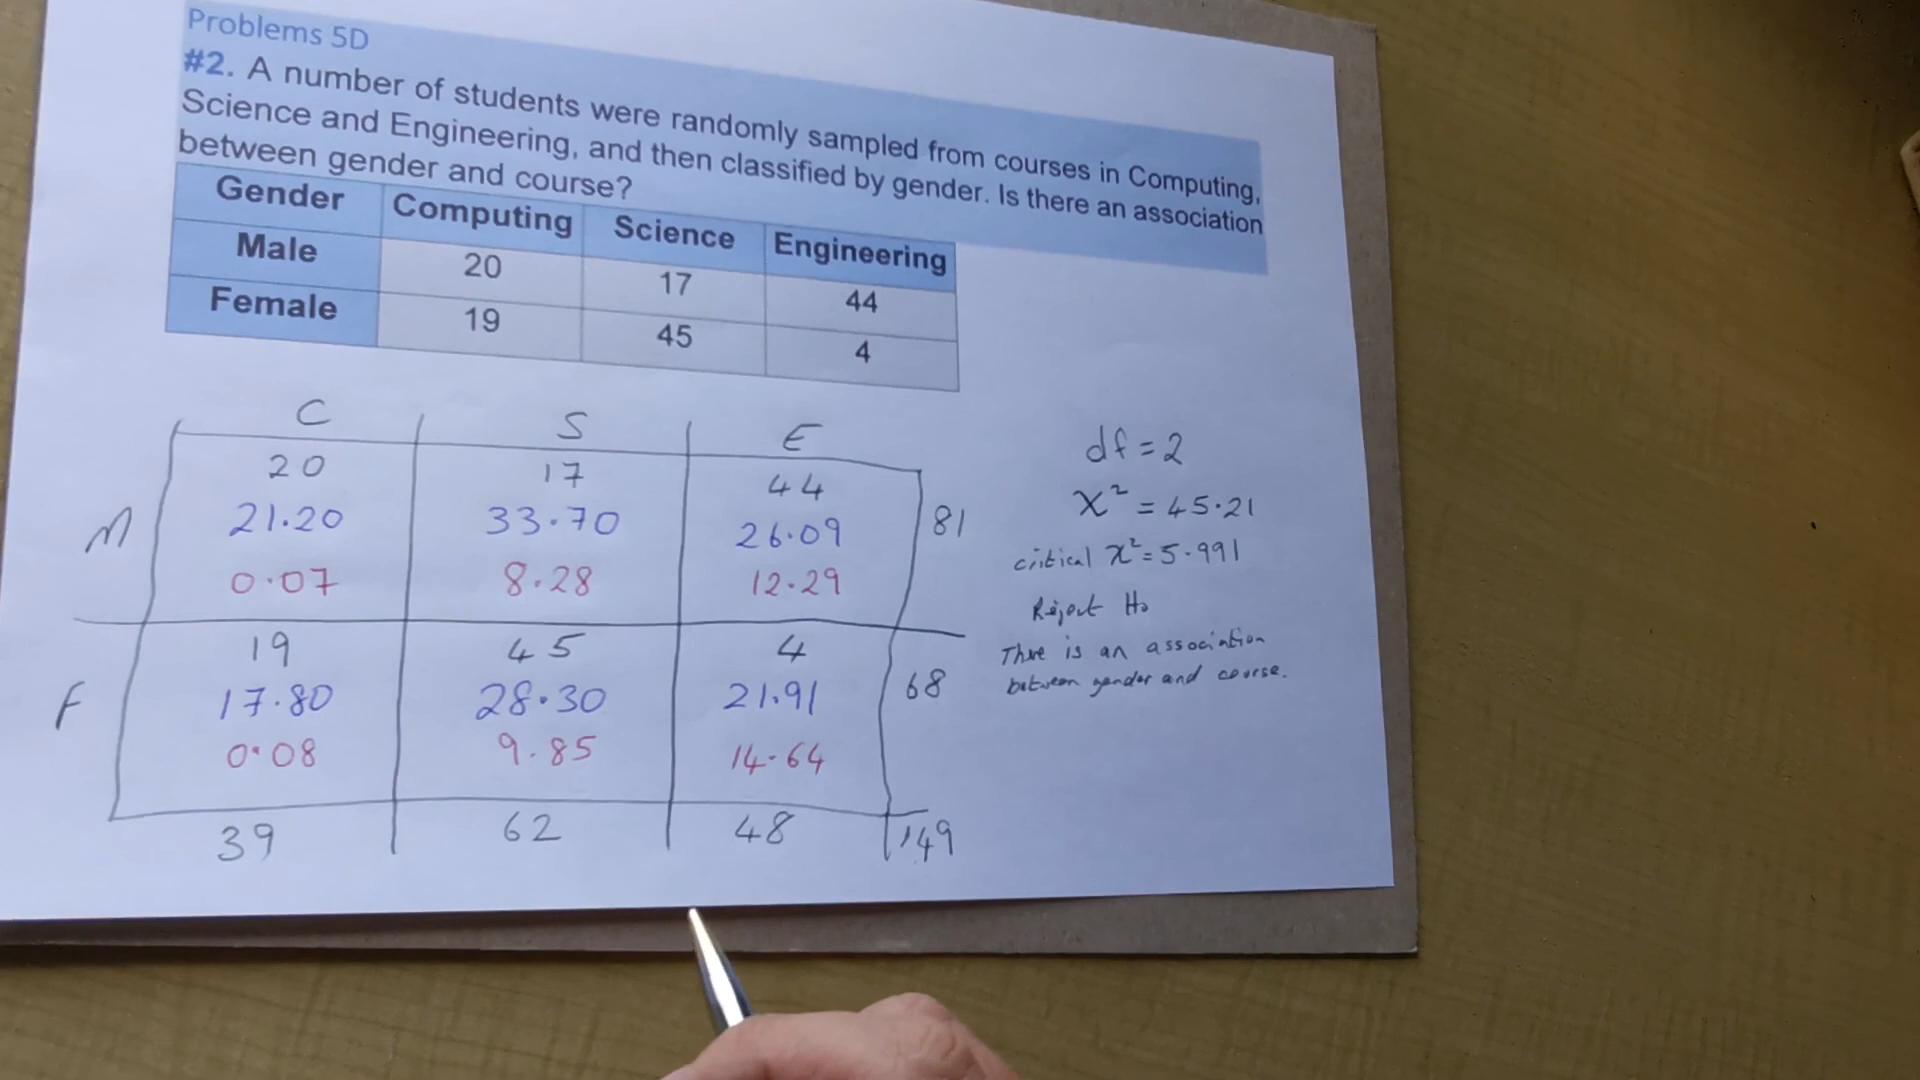 Problems 5D
#2. A number of students were randomly sampled from courses in Computing,
Science and Engineering, and then classified by gender. Is there an association
between gender and course?
Gender Computing Science Engineering
Male 20 17 44
Female 19 45 4
C S E
20 17 44
M 21.20 33.70 26.09 81
0.07 8.28 12.29
19 45 4
F 17.80 28.30 21.91 68
0.08 9.85 14.64
39 62 48 149
df = 2
χ² = 45.21
critical χ² = 5.991
Reject H₀
There is an association
between gender and course.